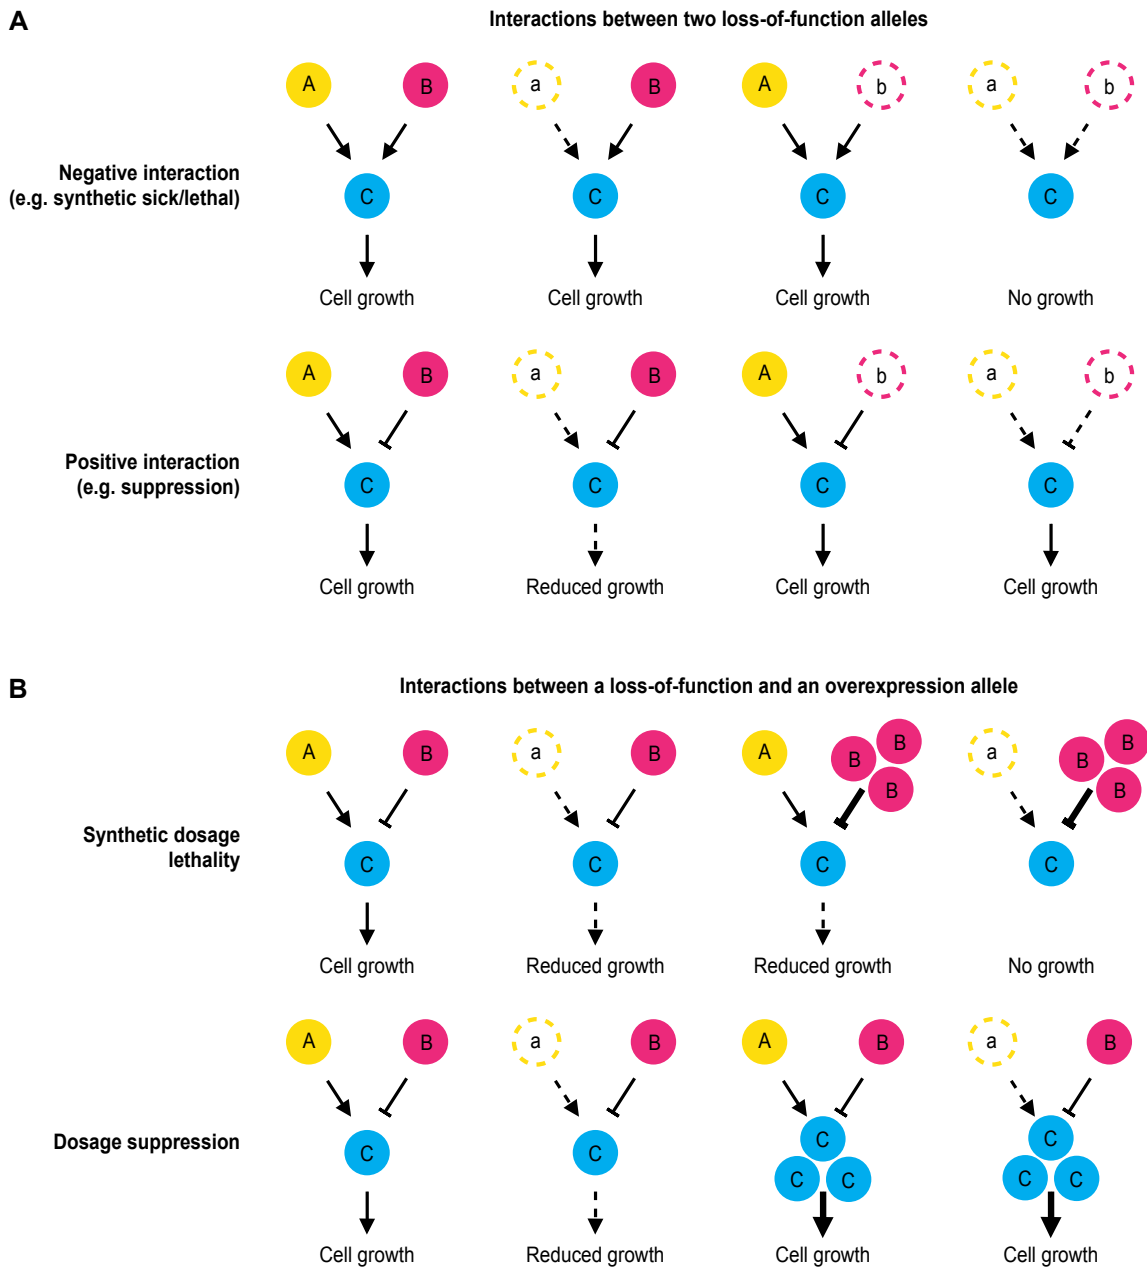 A
Interactions between two loss-of-function alleles
A B a B A b a b
Negative interaction
(e.g. synthetic sick/lethal)
C C C C
Cell growth Cell growth Cell growth No growth
A B a B A b a b
Positive interaction
(e.g. suppression)
C C C C
Cell growth Reduced growth Cell growth Cell growth
B
Interactions between a loss-of-function and an overexpression allele
A B a B A B B B a B B B
Synthetic dosage
lethality
C C C C
Cell growth Reduced growth Reduced growth No growth
A B a B A B a B
Dosage suppression
C C C C
C C C C
Cell growth Reduced growth Cell growth Cell growth